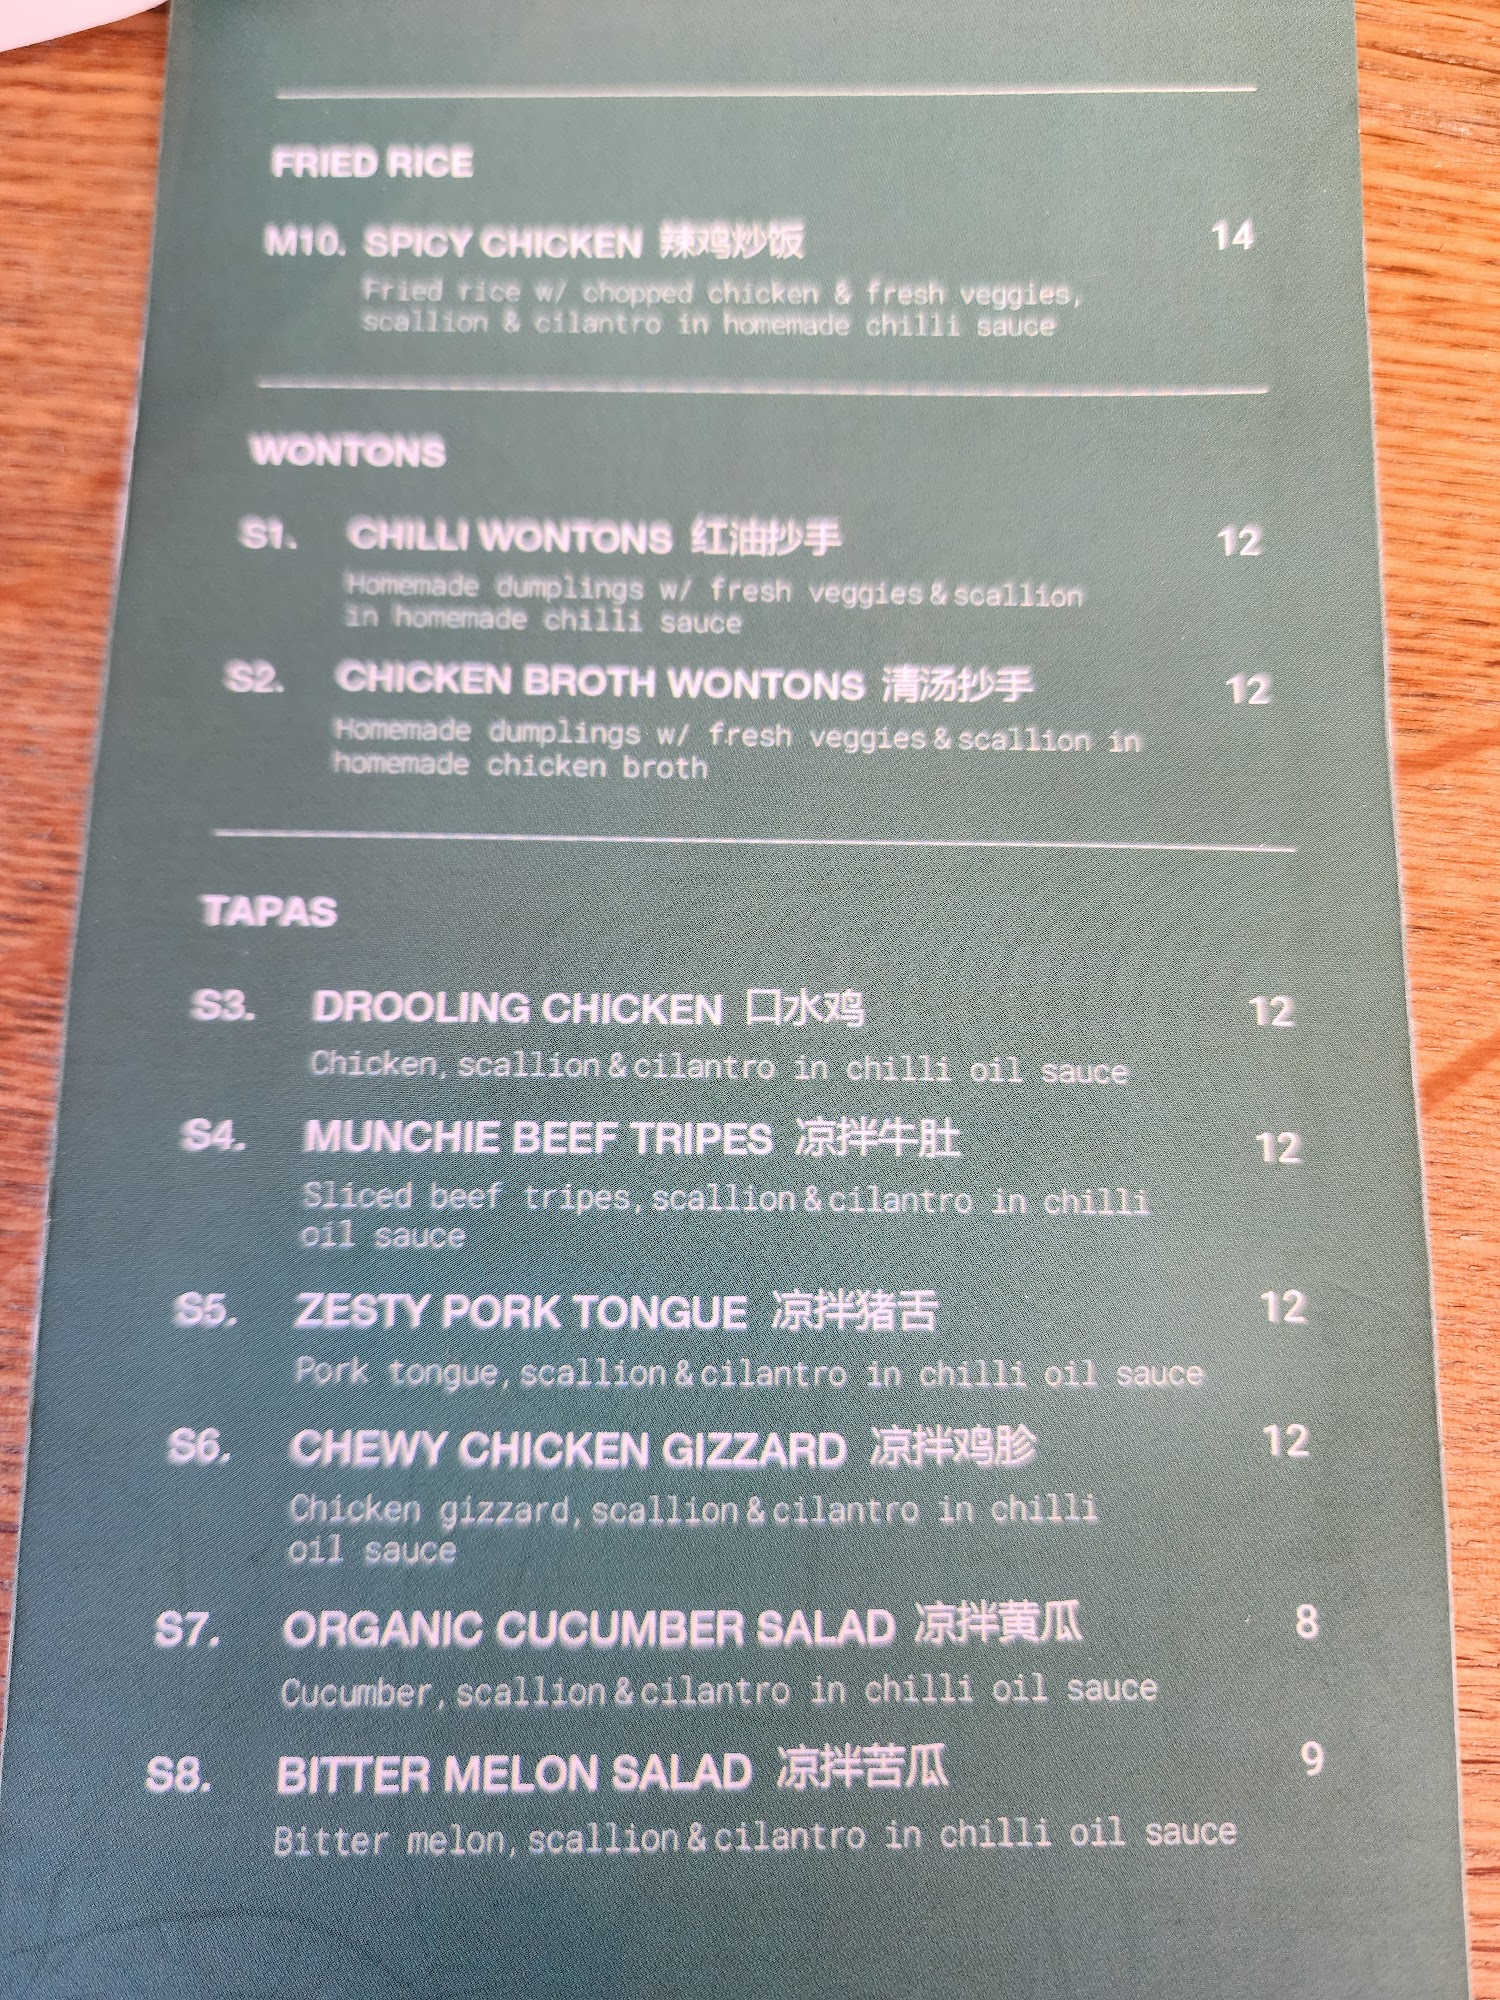 FRIED RICE
M10. SPICY CHICKEN 辣鸡炒饭 14
Fried rice w/ chopped chicken & fresh veggies,
scallion & cilantro in homemade chilli sauce
WONTONS
S1. CHILLI WONTONS 红油抄手 12
Homemade dumplings w/ fresh veggies & scallion
in homemade chilli sauce
S2. CHICKEN BROTH WONTONS 清汤抄手 12
Homemade dumplings w/ fresh veggies & scallion in
homemade chicken broth
TAPAS
S3. DROOLING CHICKEN 口水鸡 12
Chicken, scallion & cilantro in chilli oil sauce
S4. MUNCHIE BEEF TRIPES 凉拌牛肚 12
Sliced beef tripes, scallion & cilantro in chilli
oil sauce
S5. ZESTY PORK TONGUE 凉拌猪舌 12
Pork tongue, scallion & cilantro in chilli oil sauce
S6. CHEWY CHICKEN GIZZARD 凉拌鸡胗 12
Chicken gizzard, scallion & cilantro in chilli
oil sauce
S7. ORGANIC CUCUMBER SALAD 凉拌黄瓜 8
Cucumber, scallion & cilantro in chilli oil sauce
S8. BITTER MELON SALAD 凉拌苦瓜 9
Bitter melon, scallion & cilantro in chilli oil sauce